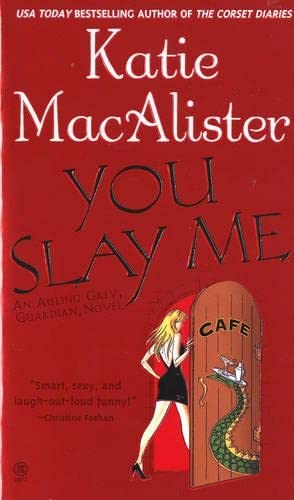 USA TODAY BESTSELLING AUTHOR OF THE CORSET DIARIES
Katie
MacAlister
YOU
SLAY ME
AN AISLING GREY,
GUARDIAN, NOVEL
CAFE
"Smart, sexy, and
laugh-out-loud funny!"
—Christine Feehan